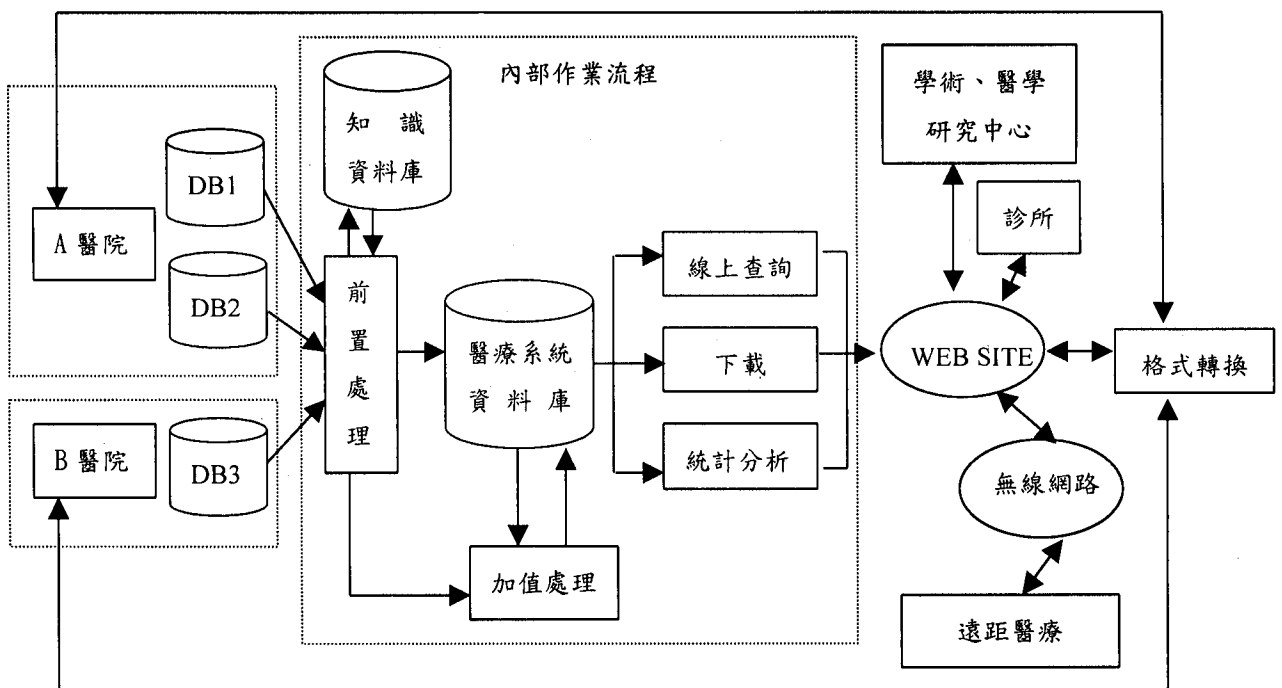 內部作業流程
知 識
資料庫
學術、醫學
研究中心
DB1
A 醫院
DB2
診所
前
置
處
理
線上查詢
醫療系統
資 料 庫
下載
WEB SITE
格式轉換
B 醫院
DB3
統計分析
無線網路
加值處理
遠距醫療